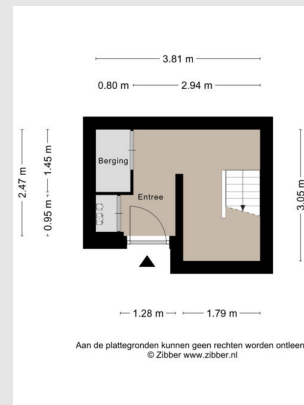 3.81 m
0.80 m
2.94 m
2.47 m
1.45 m
0.95 m
3.05 m
Berging
Entree
1.28 m
1.79 m
Aan de plattegronden kunnen geen rechten worden ontleen
© Zibber www.zibber.nl